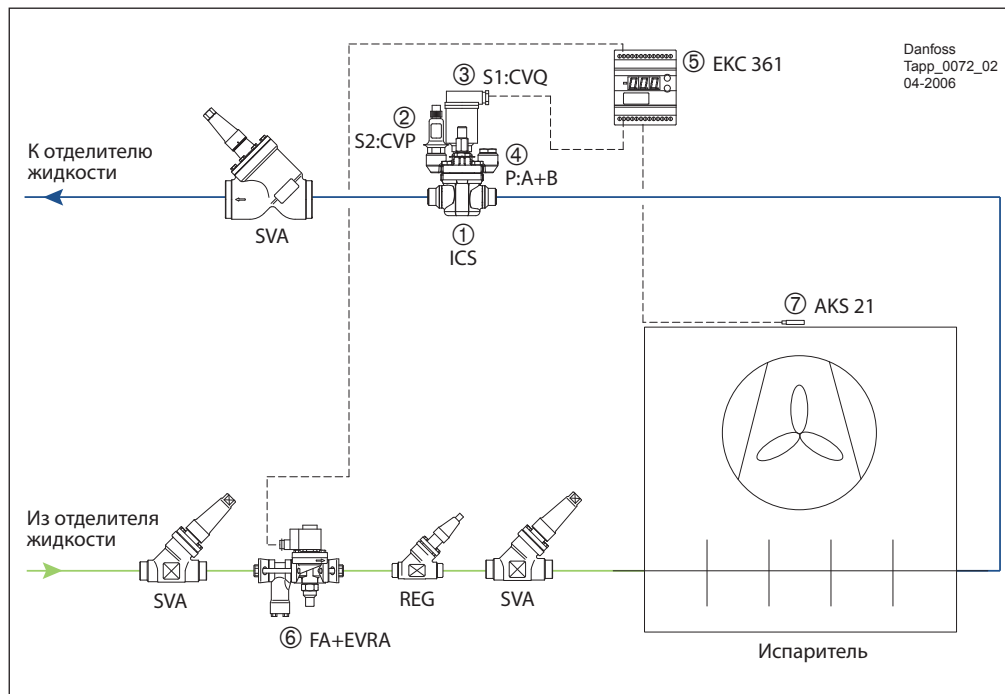 Danfoss
Tapp_0072_02
04-2006
⑤ EKC 361
③ S1:CVQ
②
S2:CVP
④
P:A+B
К отделителю
жидкости
SVA
①
ICS
⑦ AKS 21
Из отделителя
жидкости
SVA
REG
SVA
⑥ FA+EVRA
Испаритель